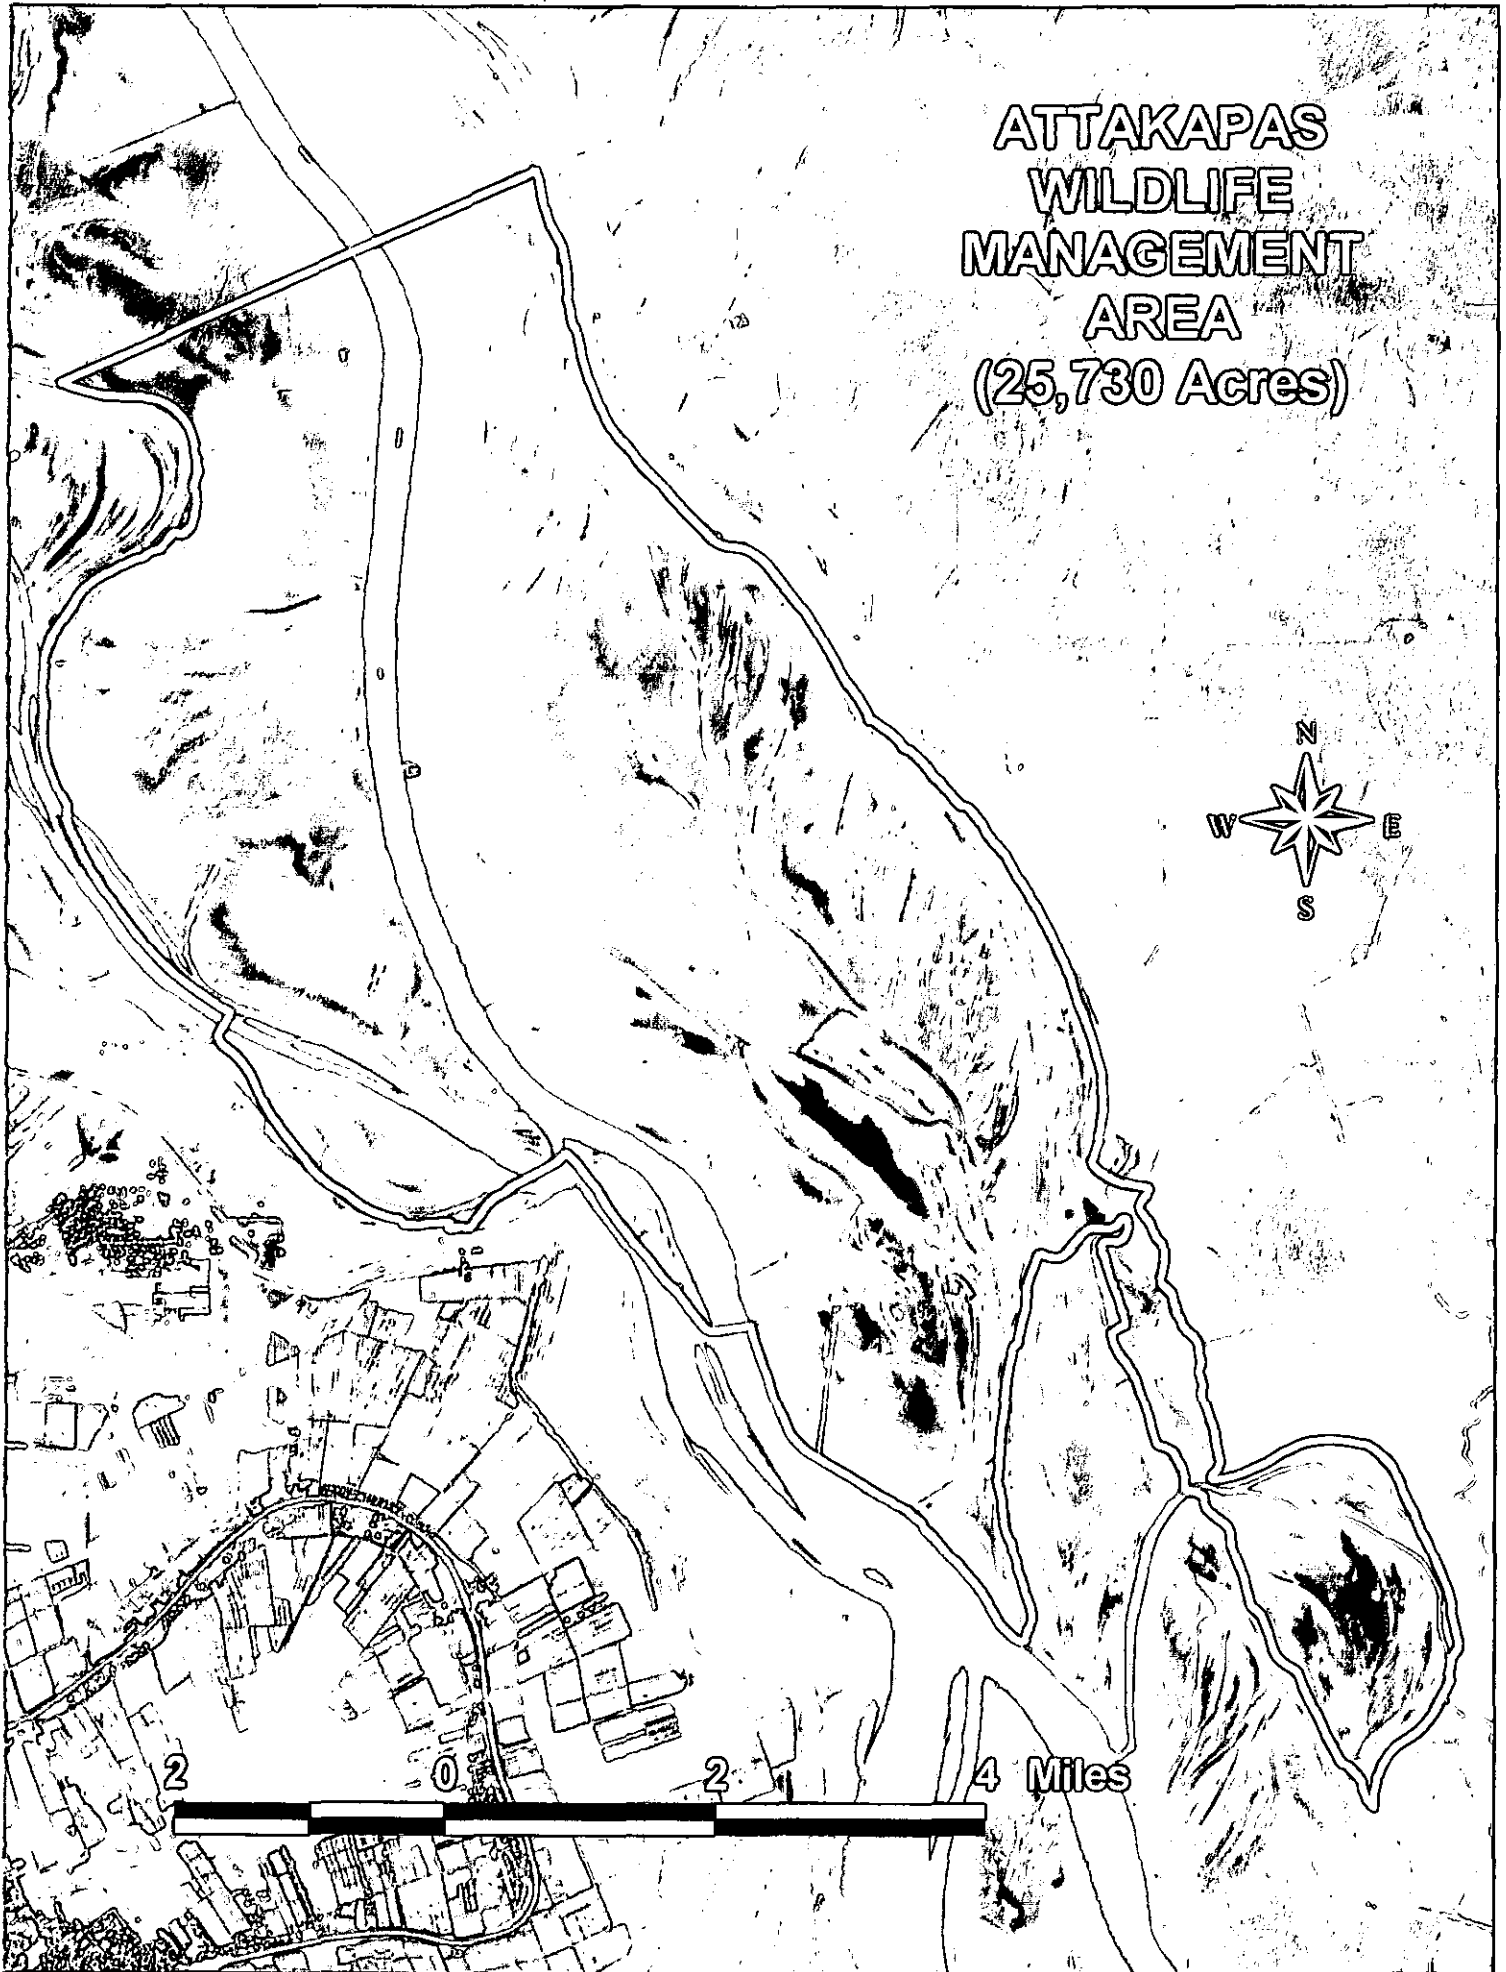 ATTAKAPAS
WILDLIFE
MANAGEMENT
AREA
(25,730 Acres)
N
W E
S
2 0 2 4 Miles